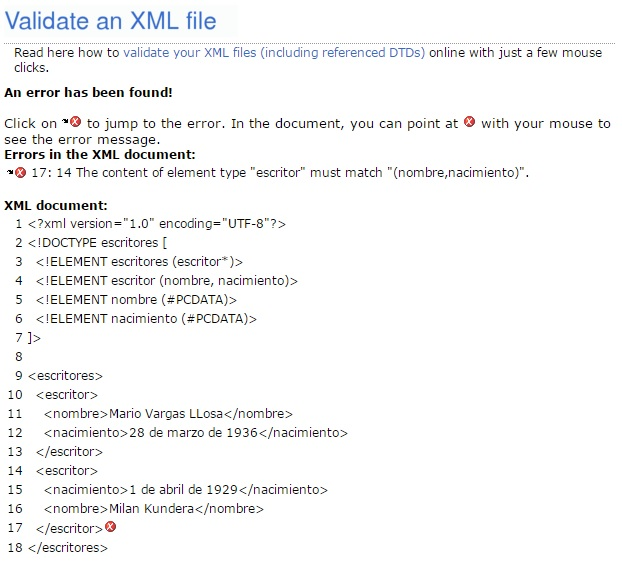 Validate an XML file
Read here how to validate your XML files (including referenced DTDs) online with just a few mouse
clicks.
An error has been found!
Click on to jump to the error. In the document, you can point at with your mouse to
see the error message.
Errors in the XML document:
17: 14 The content of element type "escritor" must match "(nombre,nacimiento)".
XML document:
1 <?xml version="1.0" encoding="UTF-8"?>
2 <!DOCTYPE escritores [
3 <!ELEMENT escritores (escritor*)>
4 <!ELEMENT escritor (nombre, nacimiento)>
5 <!ELEMENT nombre (#PCDATA)>
6 <!ELEMENT nacimiento (#PCDATA)>
7 ]>
8
9 <escritores>
10 <escritor>
11 <nombre>Mario Vargas LLosa</nombre>
12 <nacimiento>28 de marzo de 1936</nacimiento>
13 </escritor>
14 <escritor>
15 <nacimiento>1 de abril de 1929</nacimiento>
16 <nombre>Milan Kundera</nombre>
17 </escritor>
18 </escritores>